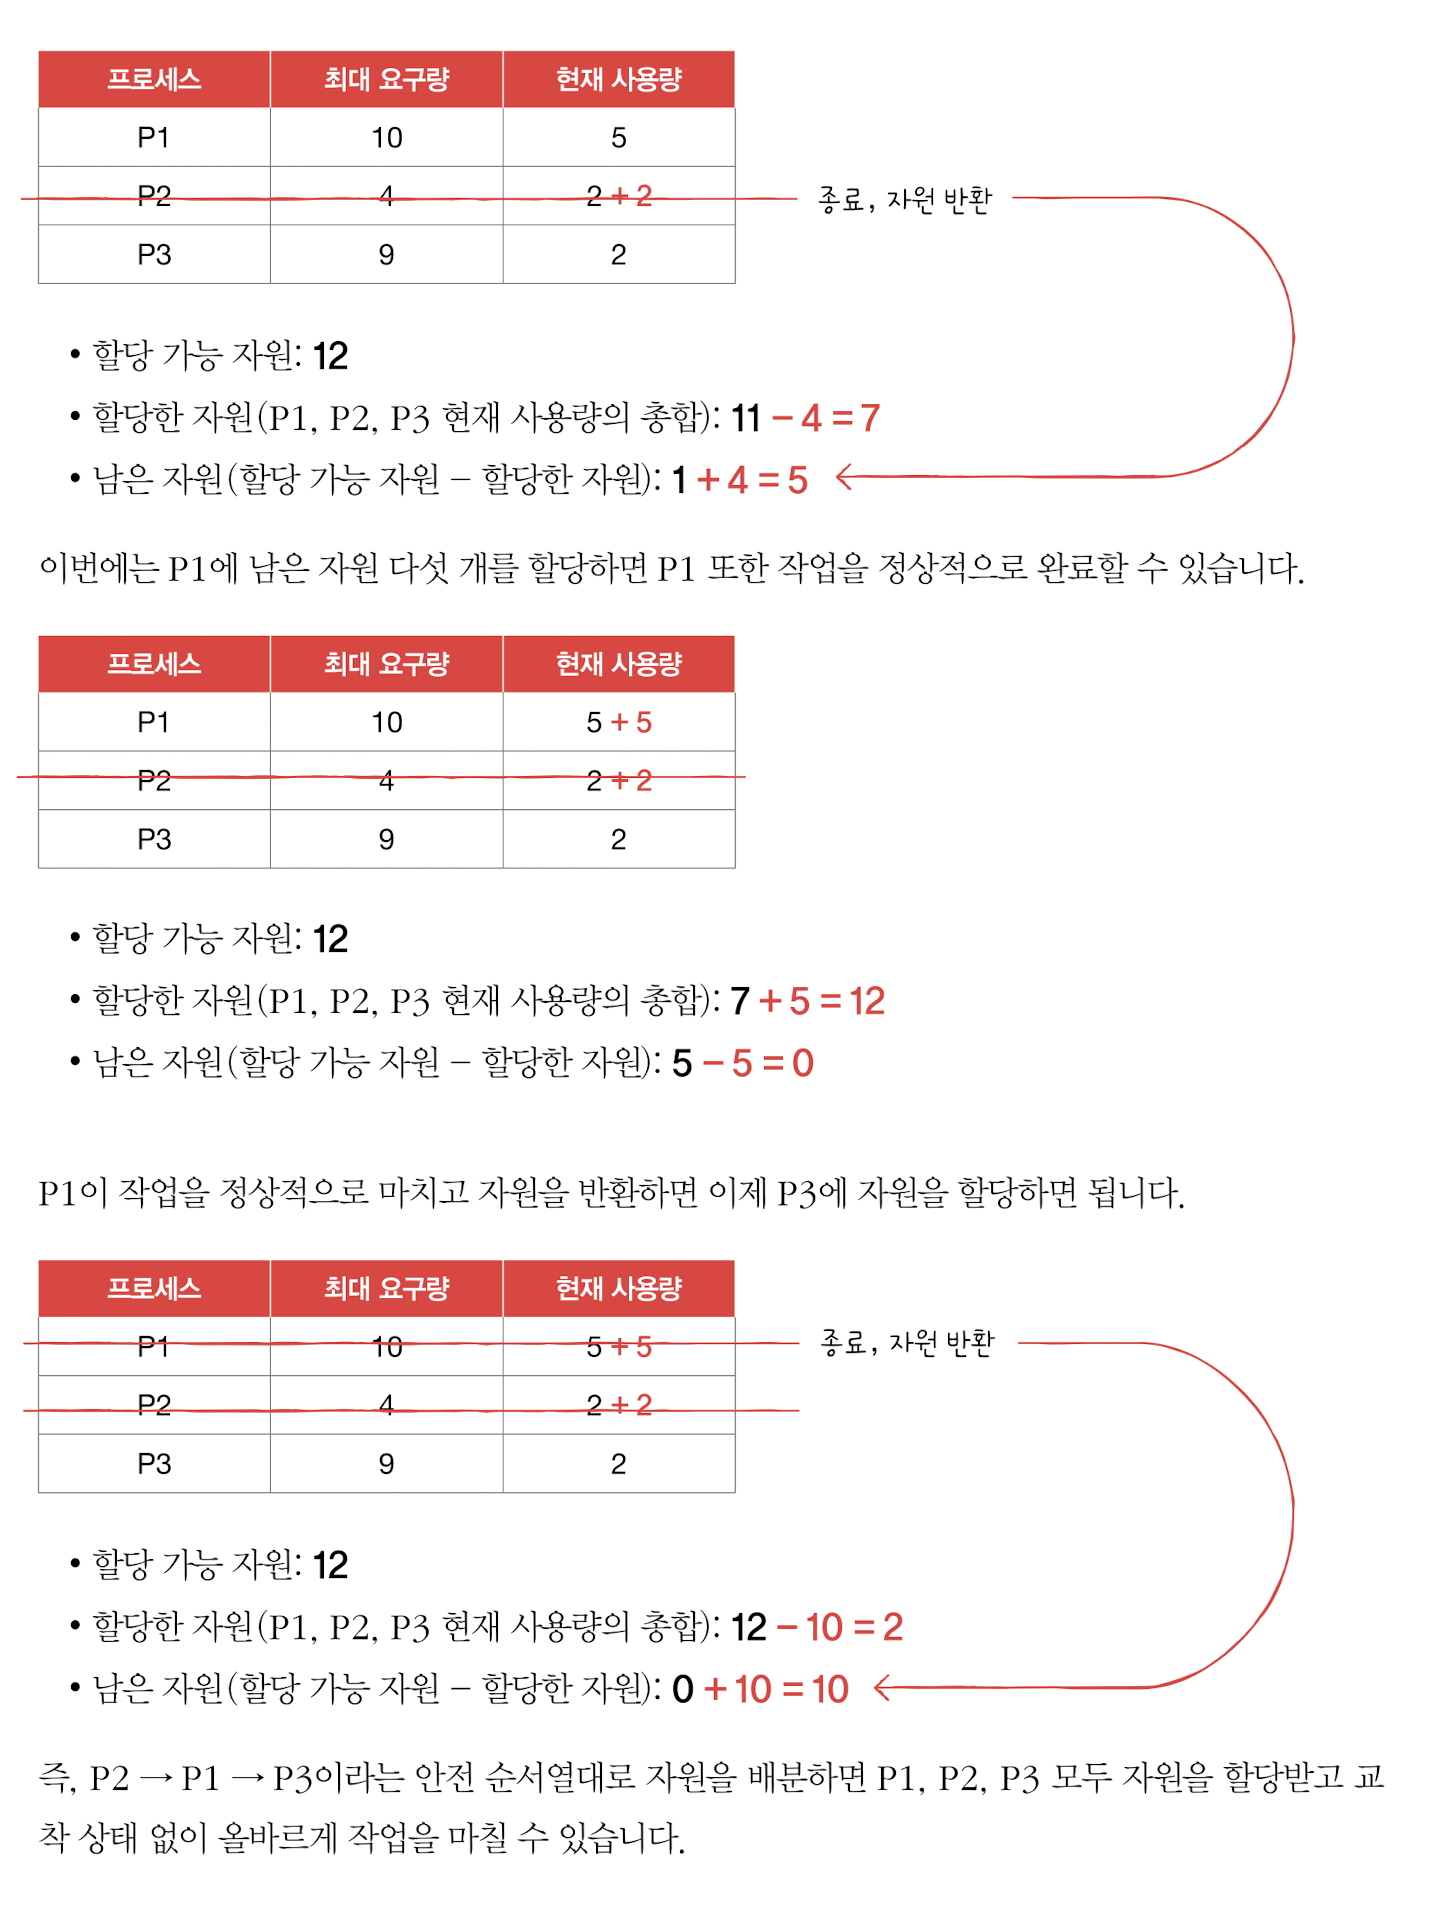 프로세스 최대 요구량 현재 사용량
P1 10 5
P2 4 2 + 2 종료, 자원 반환
P3 9 2
• 할당 가능 자원: 12
• 할당한 자원(P1, P2, P3 현재 사용량의 총합): 11 − 4 = 7
• 남은 자원(할당 가능 자원 – 할당한 자원): 1 + 4 = 5
이번에는 P1에 남은 자원 다섯 개를 할당하면 P1 또한 작업을 정상적으로 완료할 수 있습니다.
프로세스 최대 요구량 현재 사용량
P1 10 5 + 5
P2 4 2 + 2
P3 9 2
• 할당 가능 자원: 12
• 할당한 자원(P1, P2, P3 현재 사용량의 총합): 7 + 5 = 12
• 남은 자원(할당 가능 자원 – 할당한 자원): 5 − 5 = 0
P1이 작업을 정상적으로 마치고 자원을 반환하면 이제 P3에 자원을 할당하면 됩니다.
프로세스 최대 요구량 현재 사용량
P1 10 5 + 5 종료, 자원 반환
P2 4 2 + 2
P3 9 2
• 할당 가능 자원: 12
• 할당한 자원(P1, P2, P3 현재 사용량의 총합): 12 − 10 = 2
• 남은 자원(할당 가능 자원 – 할당한 자원): 0 + 10 = 10
즉, P2 → P1 → P3이라는 안전 순서열대로 자원을 배분하면 P1, P2, P3 모두 자원을 할당받고 교
착 상태 없이 올바르게 작업을 마칠 수 있습니다.